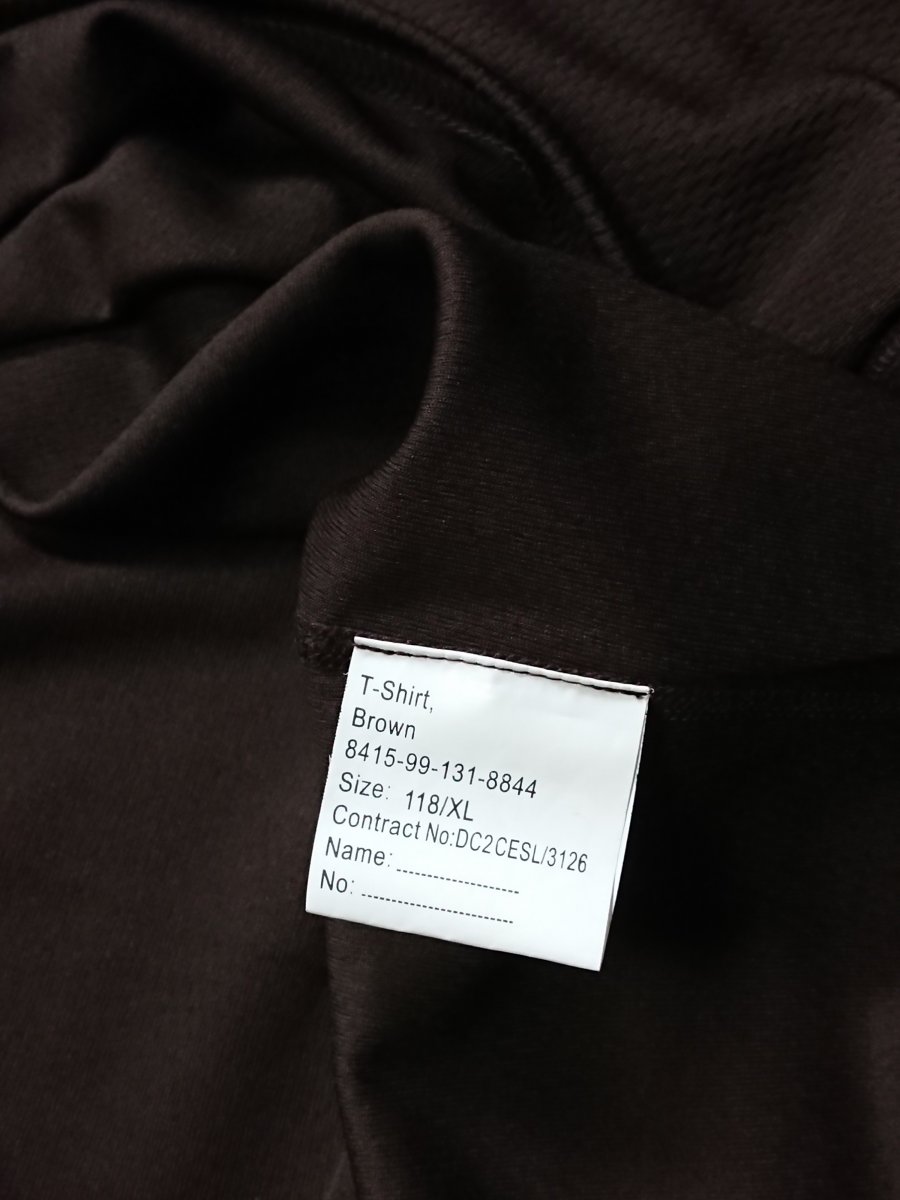 T-Shirt,
Brown
8415-99-131-8844
Size: 118/XL
Contract No:DC2CESL/3126
Name: ....................
No: .........................